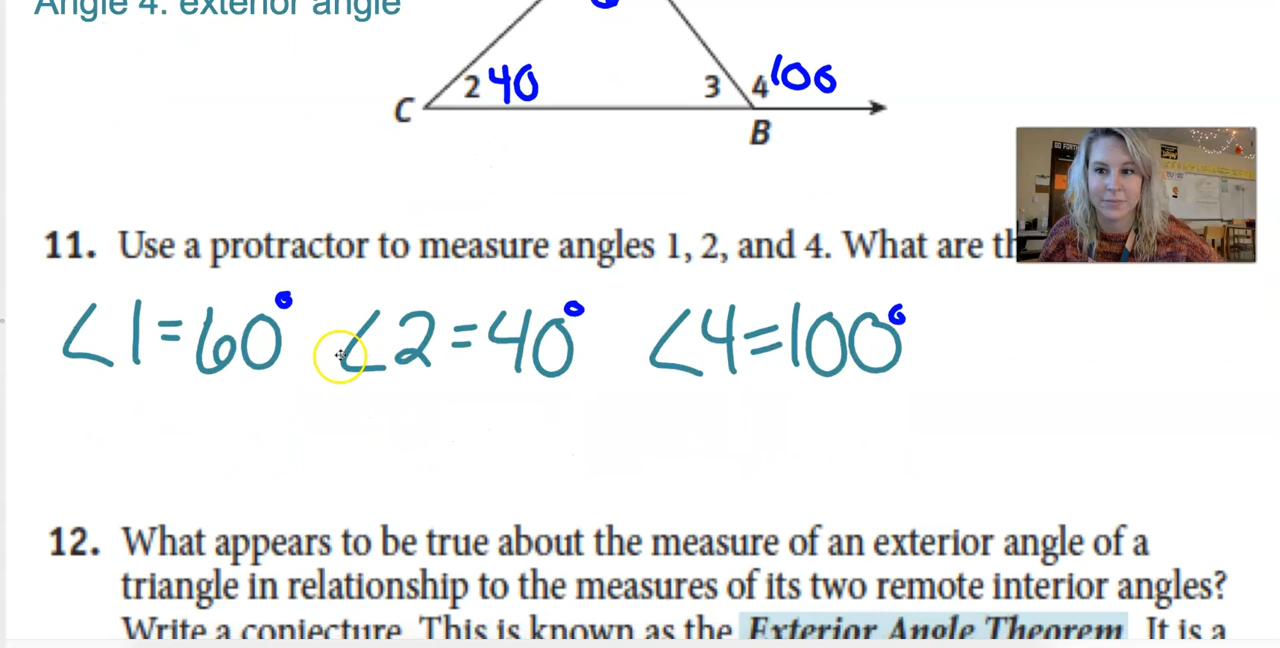 Angle 4: exterior angle
2 40 3 4 100
C
B
11. Use a protractor to measure angles 1, 2, and 4. What are
∠1=60° ∠2=40° ∠4=100°
12. What appears to be true about the measure of an exterior angle of a
triangle in relationship to the measures of its two remote interior angles?
Write a conjecture. This is known as the Exterior Angle Theorem. It is a